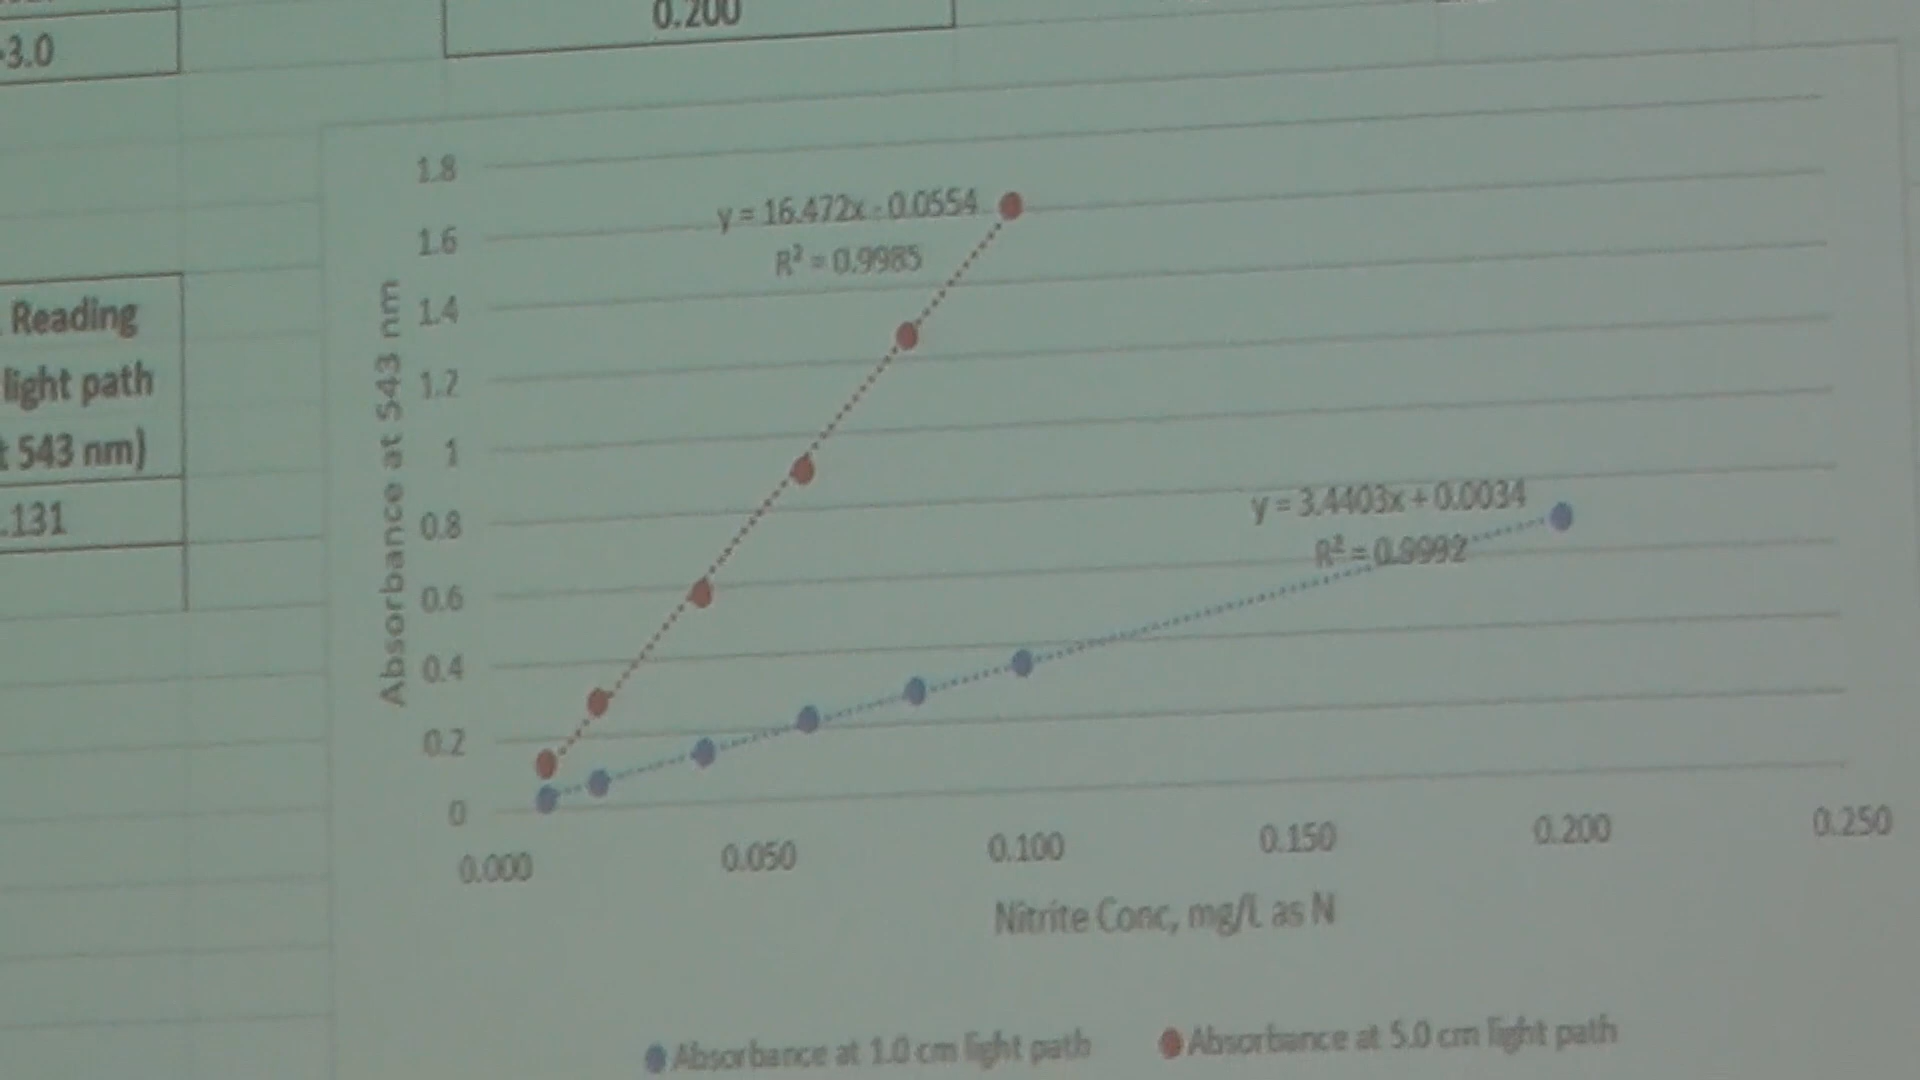 0.200
-3.0
Reading
light path
t 543 nm)
.131
Absorbance at 543 nm
1.8
1.6
1.4
1.2
1
0.8
0.6
0.4
0.2
0
y = 16.472x - 0.0554
R² = 0.9985
y = 3.4403x + 0.0034
R² = 0.9992
0.000 0.050 0.100 0.150 0.200 0.250
Nitrite Conc, mg/L as N
Absorbance at 1.0 cm light path Absorbance at 5.0 cm light path